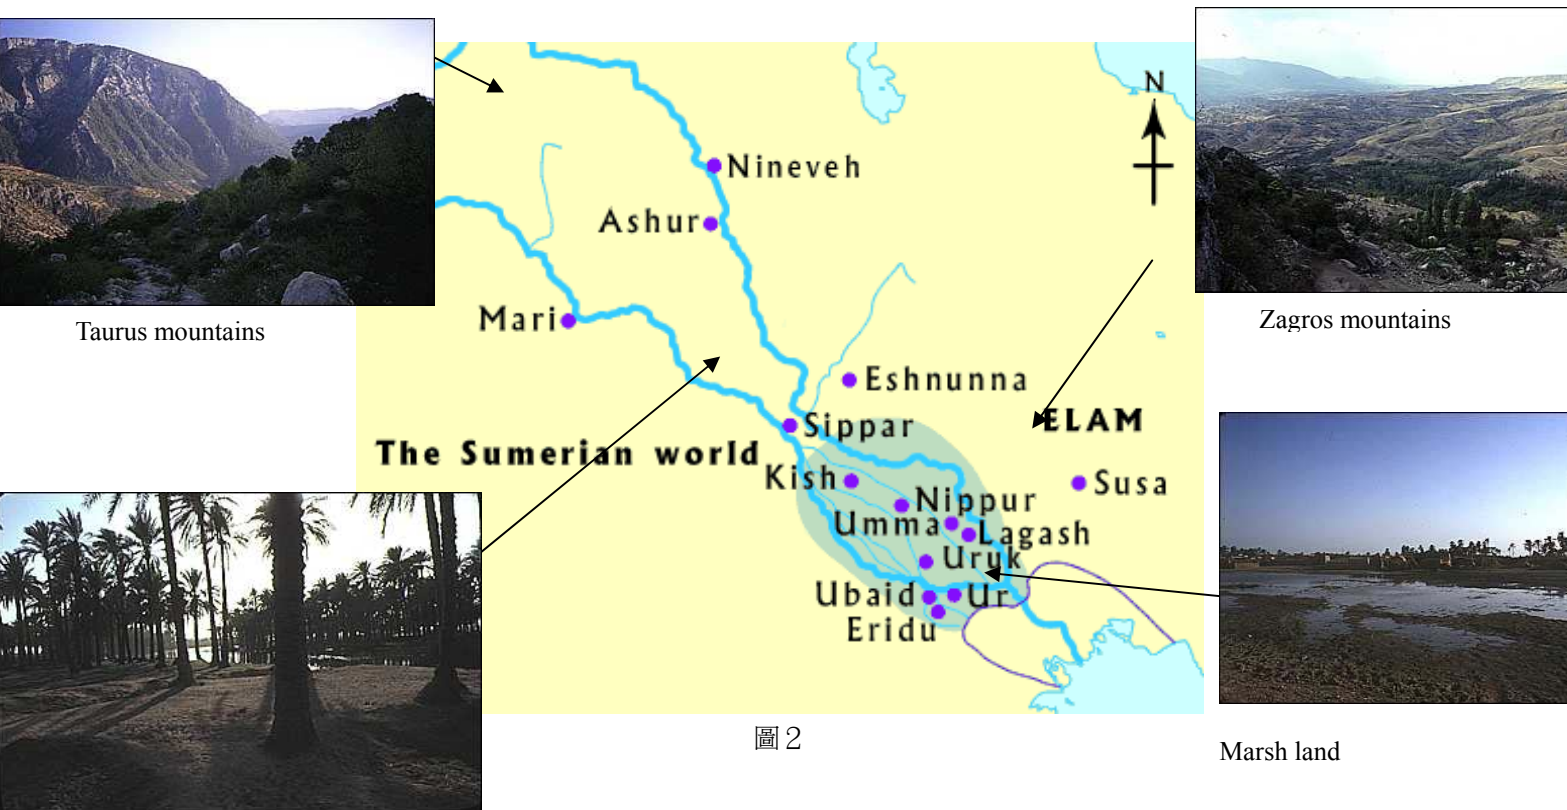 N
Nineveh
Ashur
Mari
Taurus mountains
Zagros mountains
Eshnunna
Sippar
ELAM
The Sumerian world
Kish
Susa
Nippur
Umma
Lagash
Uruk
Ubaid
Ur
Eridu
圖2
Marsh land